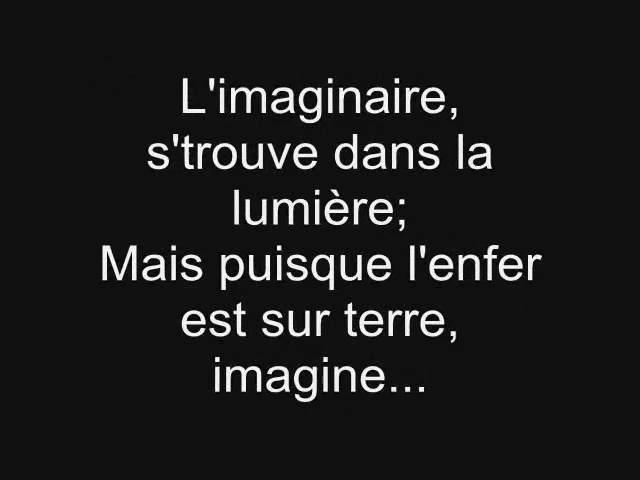 L'imaginaire,
s'trouve dans la
lumière;
Mais puisque l'enfer
est sur terre,
imagine...